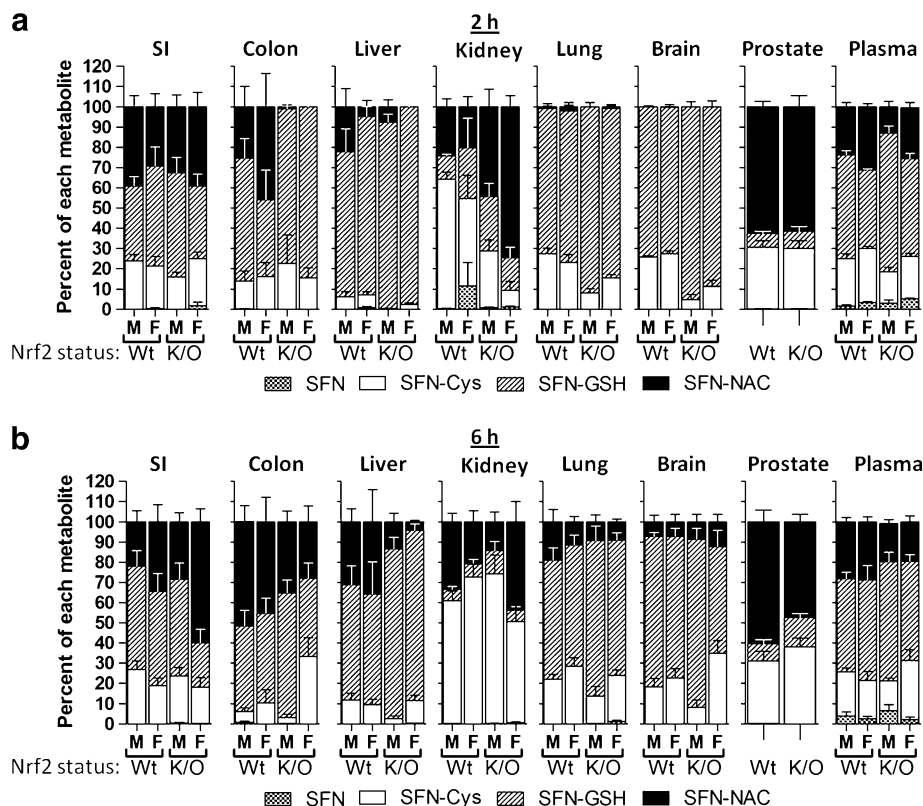 a
2 h
SI Colon Liver Kidney Lung Brain Prostate Plasma
Percent of each metabolite
120
110
100
90
80
70
60
50
40
30
20
10
0
M F M F M F M F M F M F M F M F M F M F M F M F M F M F
Nrf2 status: Wt K/O Wt K/O Wt K/O Wt K/O Wt K/O Wt K/O Wt K/O Wt K/O
SFN SFN-Cys SFN-GSH SFN-NAC
b
6 h
SI Colon Liver Kidney Lung Brain Prostate Plasma
Percent of each metabolite
120
110
100
90
80
70
60
50
40
30
20
10
0
M F M F M F M F M F M F M F M F M F M F M F M F M F M F
Nrf2 status: Wt K/O Wt K/O Wt K/O Wt K/O Wt K/O Wt K/O Wt K/O Wt K/O
SFN SFN-Cys SFN-GSH SFN-NAC